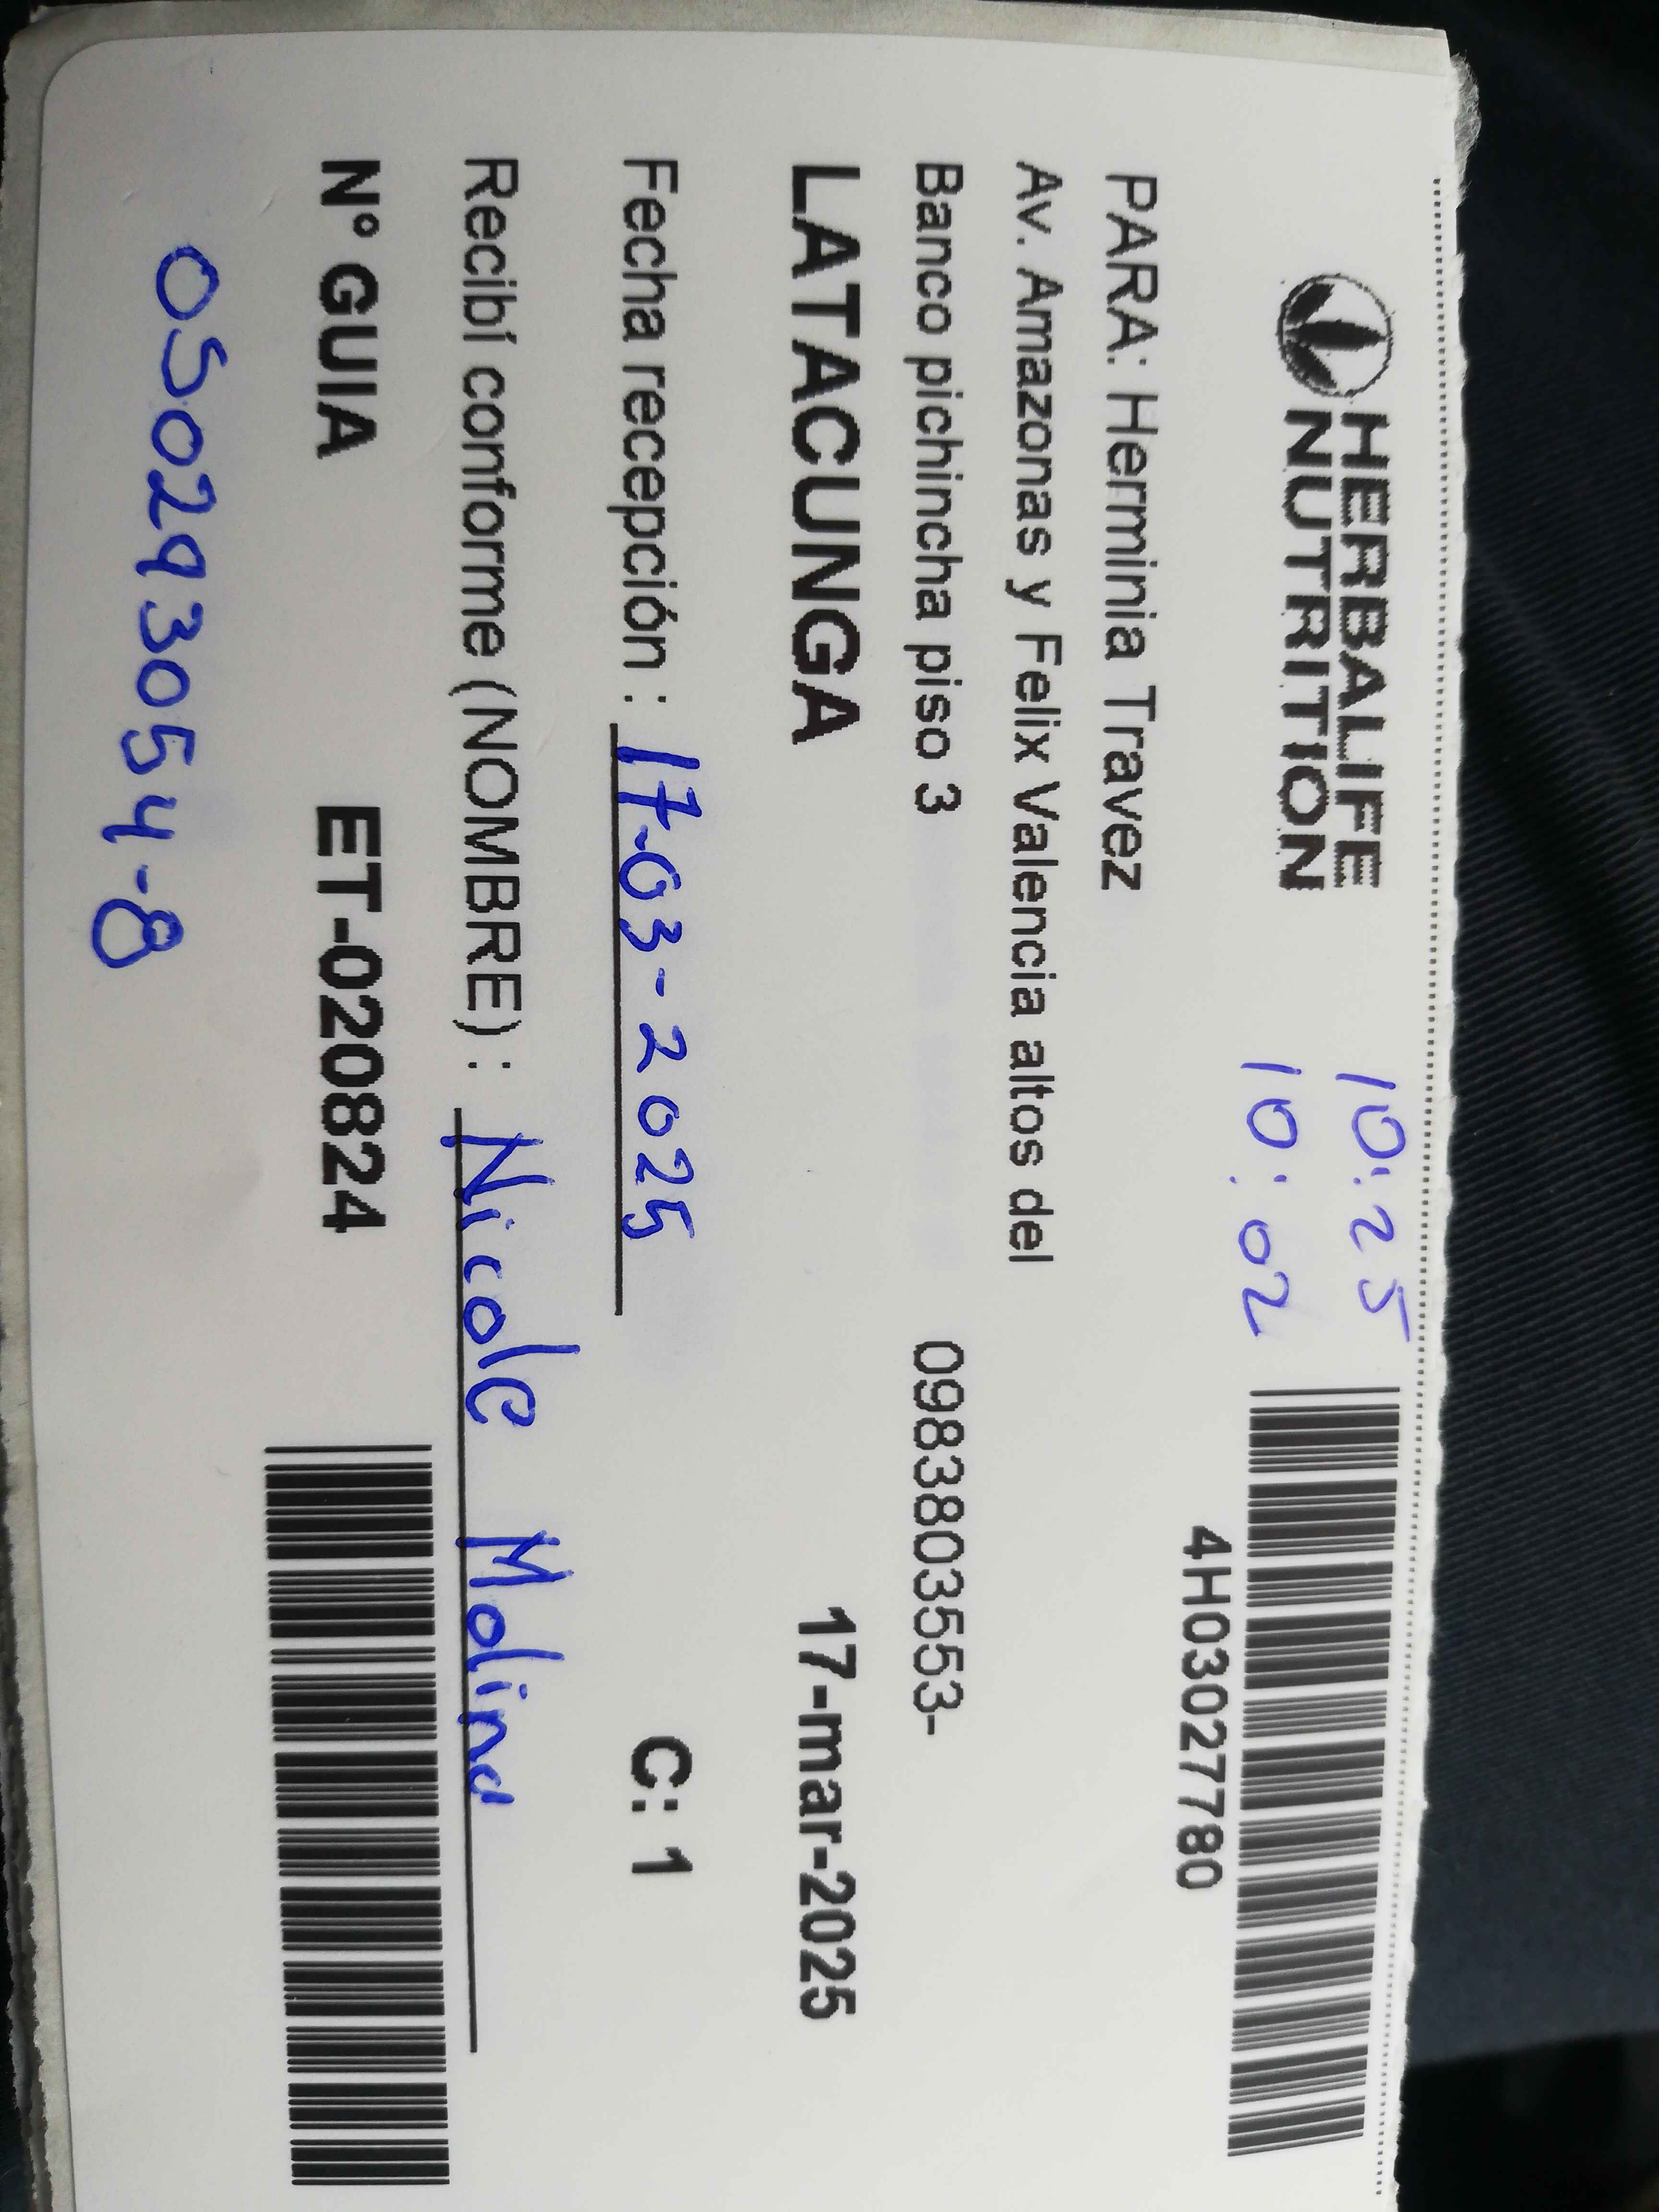 HERBALIFE
NUTRITION
10:25
10:02
4H03027780
PARA: Herminia Travez
Av. Amazonas y Felix Valencia altos del
Banco pichincha piso 3 0983803553-
LATACUNGA 17-mar-2025
Fecha recepción : 17-03-2025 C: 1
Recibí conforme (NOMBRE) : Nicole Molina
N° GUIA ET-020824
050293054-8